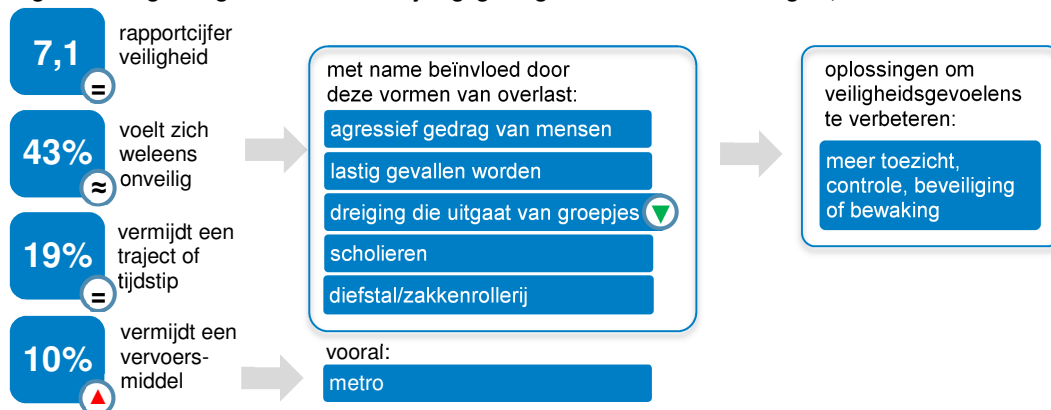 7,1
rapportcijfer
veiligheid
=
43%
voelt zich
weleens
onveilig
≈
19%
vermijdt een
traject of
tijdstip
=
10%
vermijdt een
vervoers-
middel
met name beïnvloed door
deze vormen van overlast:
agressief gedrag van mensen
lastig gevallen worden
dreiging die uitgaat van groepjes
scholieren
diefstal/zakkenrollerij
vooral:
metro
oplossingen om
veiligheidsgevoelens
te verbeteren:
meer toezicht,
controle, beveiliging
of bewaking